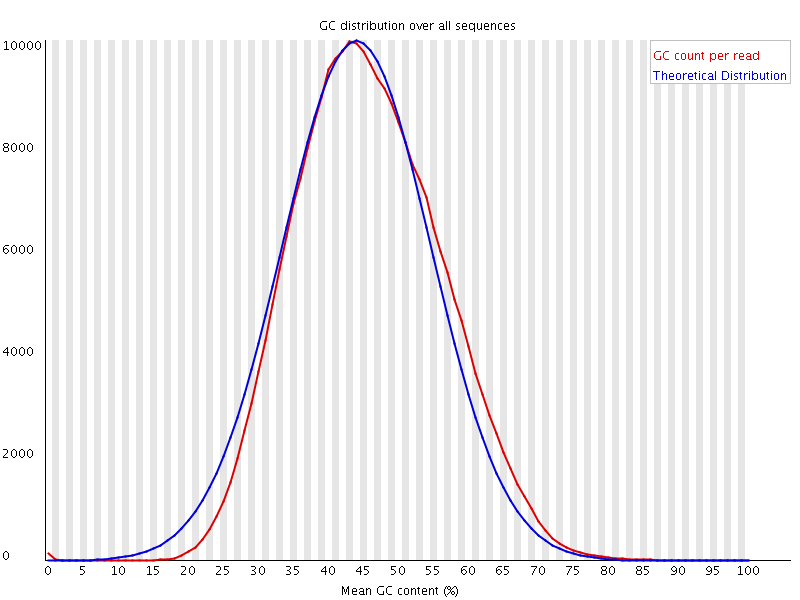 GC distribution over all sequences
GC count per read
Theoretical Distribution
10000
8000
6000
4000
2000
0
0 5 10 15 20 25 30 35 40 45 50 55 60 65 70 75 80 85 90 95 100
Mean GC content (%)